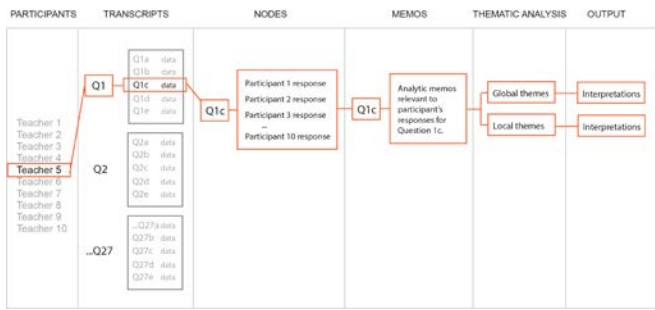 PARTICIPANTS
TRANSCRIPTS
NODES
MEMOS
THEMATIC ANALYSIS
OUTPUT
Teacher 1
Teacher 2
Teacher 3
Teacher 4
Teacher 5
Teacher 6
Teacher 7
Teacher 8
Teacher 9
Teacher 10
Q1
Q1a data
Q1b data
Q1c data
Q1d data
Q1e data
Q2
Q2a data
Q2b data
Q2c data
Q2d data
Q2e data
...Q27
...Q27a data
Q27b data
Q27c data
Q27d data
Q27e data
Q1c
Participant 1 response
Participant 2 response
Participant 3 response
...
Participant 10 response
Q1c
Analytic memos
relevant to
participant's
responses for
Question 1c.
Global themes
Local themes
Interpretations
Interpretations